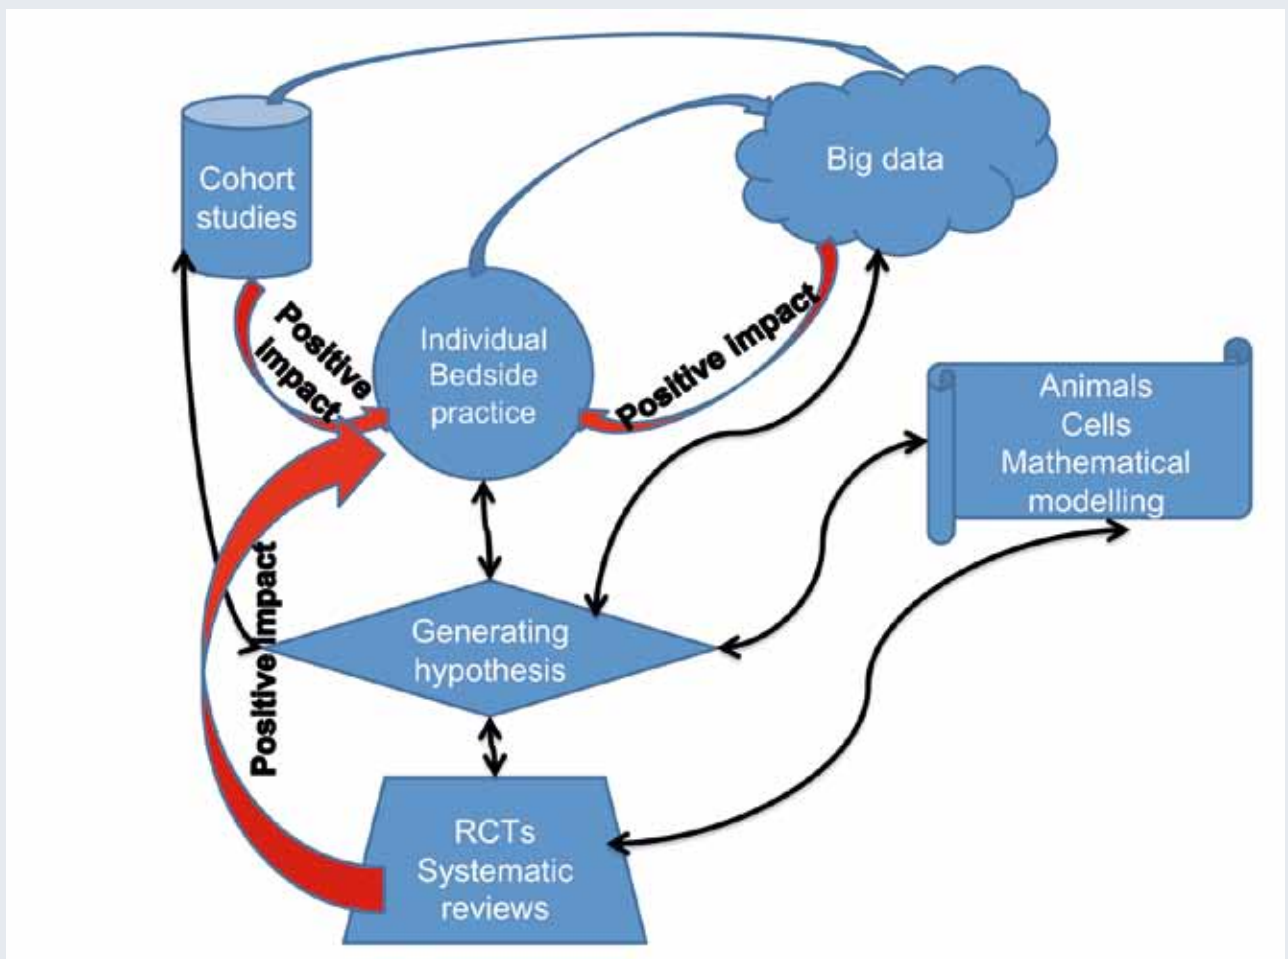 Cohort
studies
Big data
Positive
impact
Individual
Bedside
practice
Positive impact
Animals
Cells
Mathematical
modelling
Positive impact
Generating
hypothesis
RCTs
Systematic
reviews